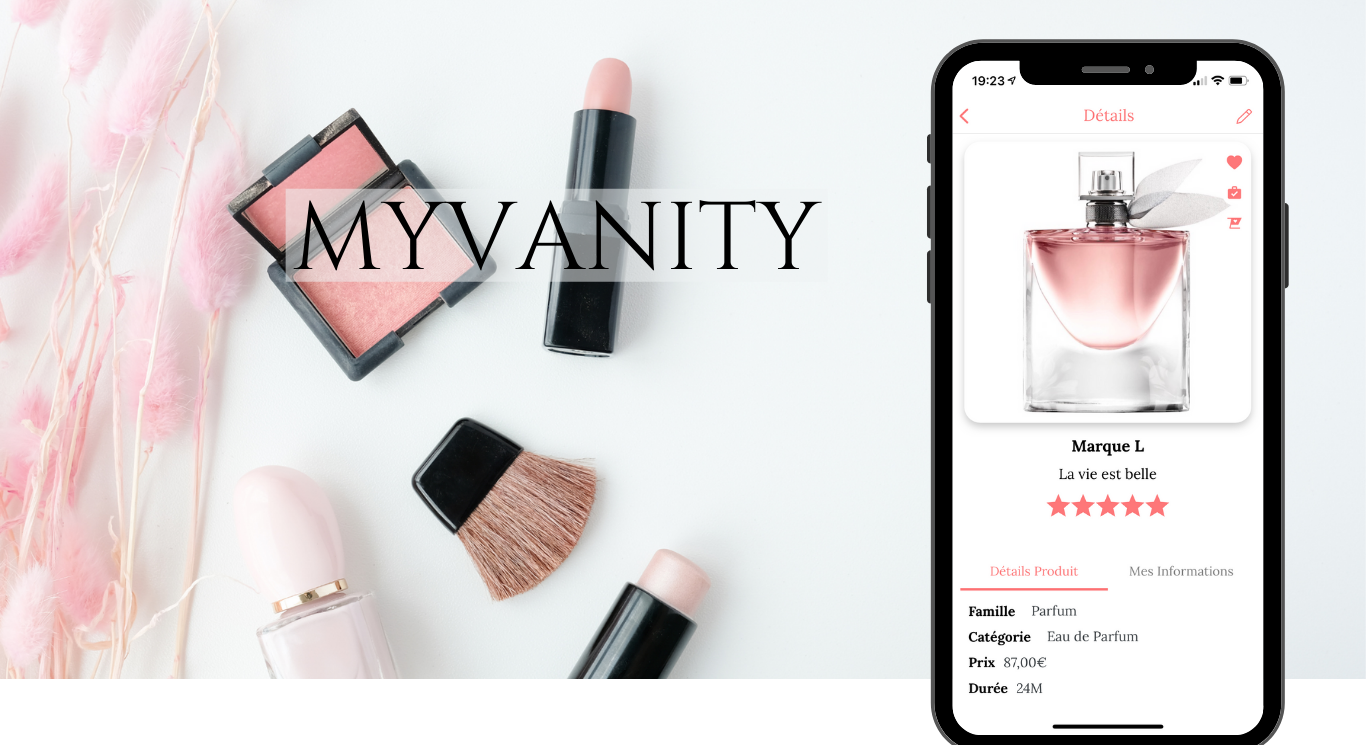 MYVANITY
19:23
Détails
Marque L
La vie est belle
Détails Produit Mes Informations
Famille Parfum
Catégorie Eau de Parfum
Prix 87,00€
Durée 24M